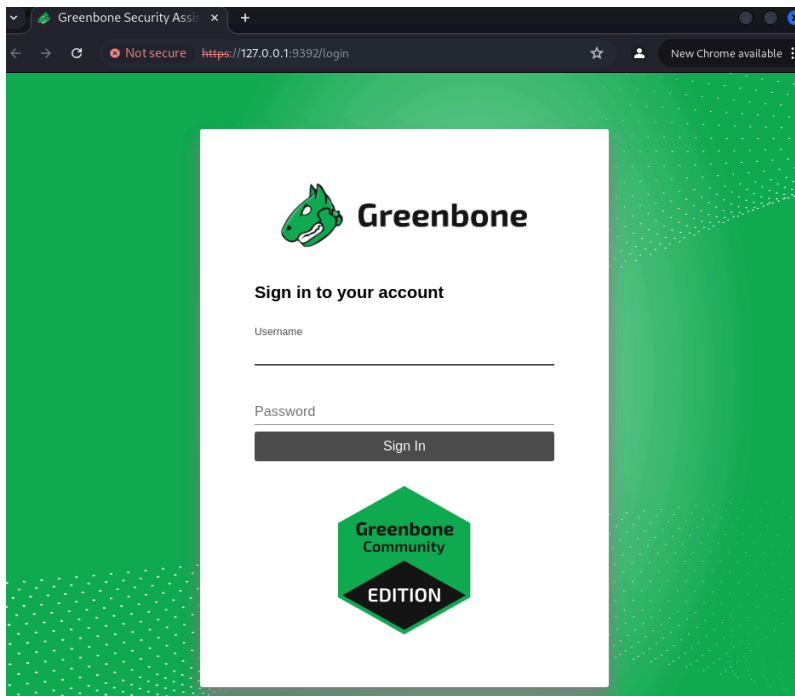 Greenbone Security Assis
Not secure https://127.0.0.1:9392/login
New Chrome available
Greenbone
Sign in to your account
Username
Password
Sign In
Greenbone
Community
EDITION